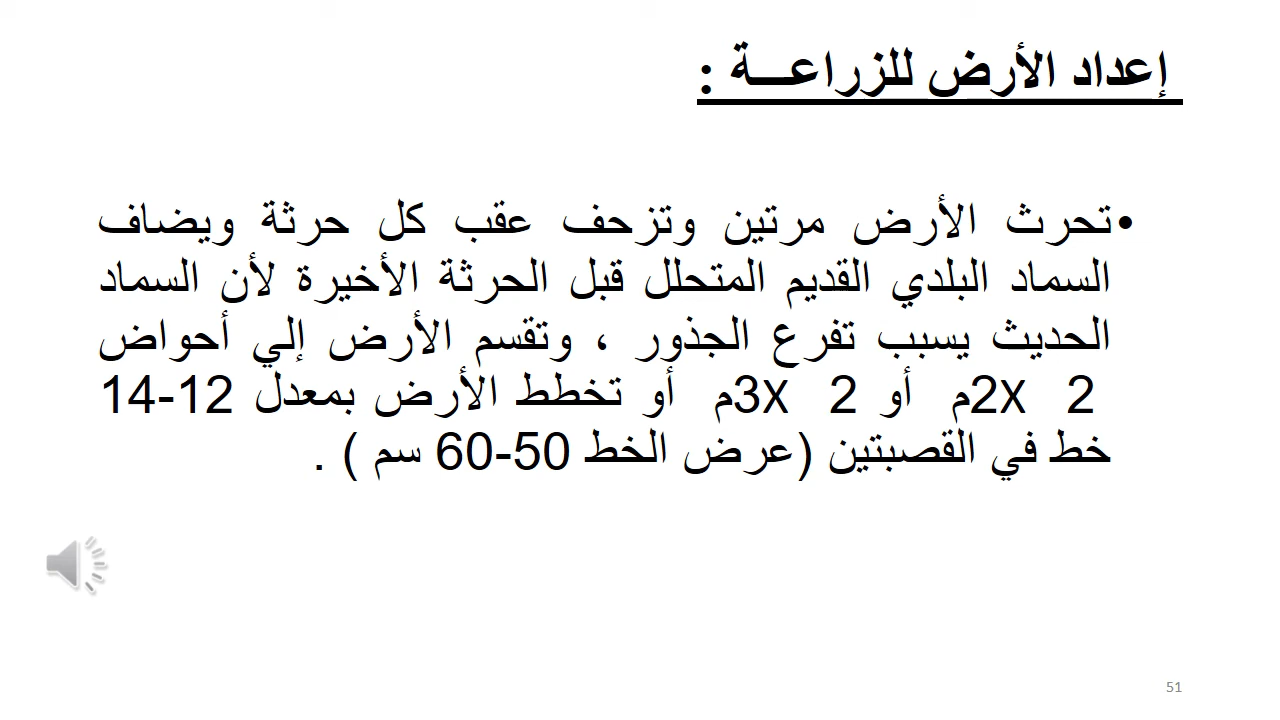 إعداد الأرض للزراعـــة :
•تحرث الأرض مرتين وتزحف عقب كل حرثة ويضاف
السماد البلدي القديم المتحلل قبل الحرثة الأخيرة لأن السماد
الحديث يسبب تفرع الجذور ، وتقسم الأرض إلي أحواض
2 2Xم أو 2 3Xم أو تخطط الأرض بمعدل 12-14
خط في القصبتين (عرض الخط 50-60 سم ) .
51